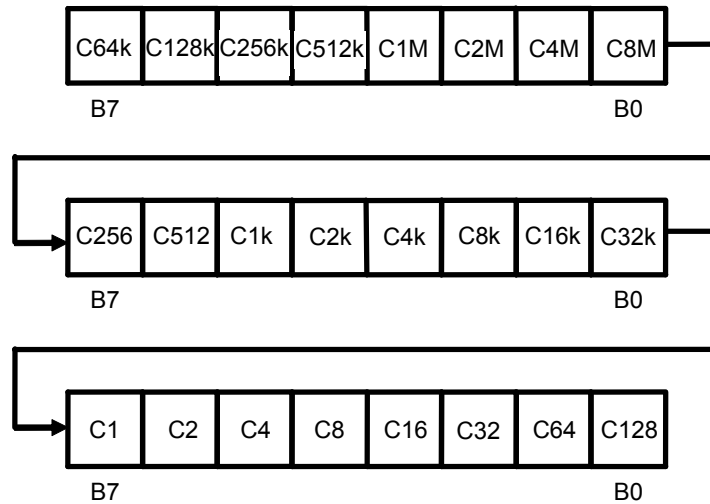 C64k C128k C256k C512k C1M C2M C4M C8M
B7 B0
C256 C512 C1k C2k C4k C8k C16k C32k
B7 B0
C1 C2 C4 C8 C16 C32 C64 C128
B7 B0